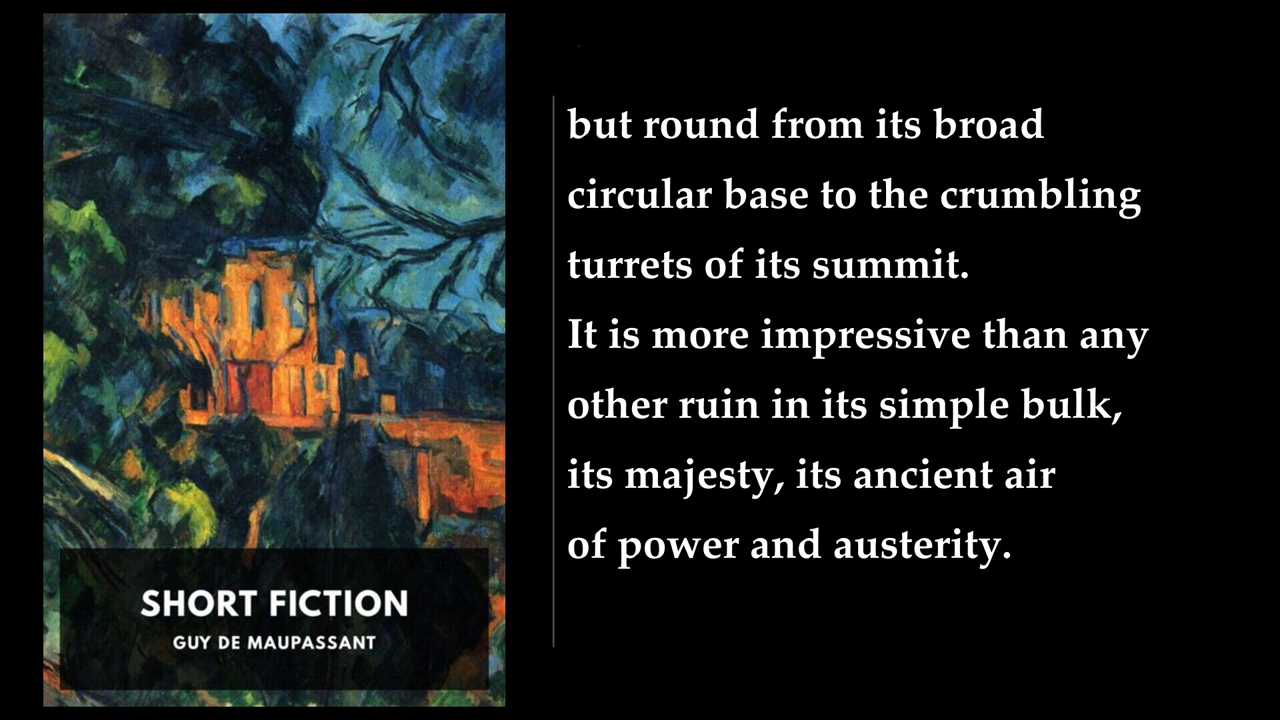 but round from its broad
circular base to the crumbling
turrets of its summit.
It is more impressive than any
other ruin in its simple bulk,
its majesty, its ancient air
of power and austerity.
SHORT FICTION
GUY DE MAUPASSANT